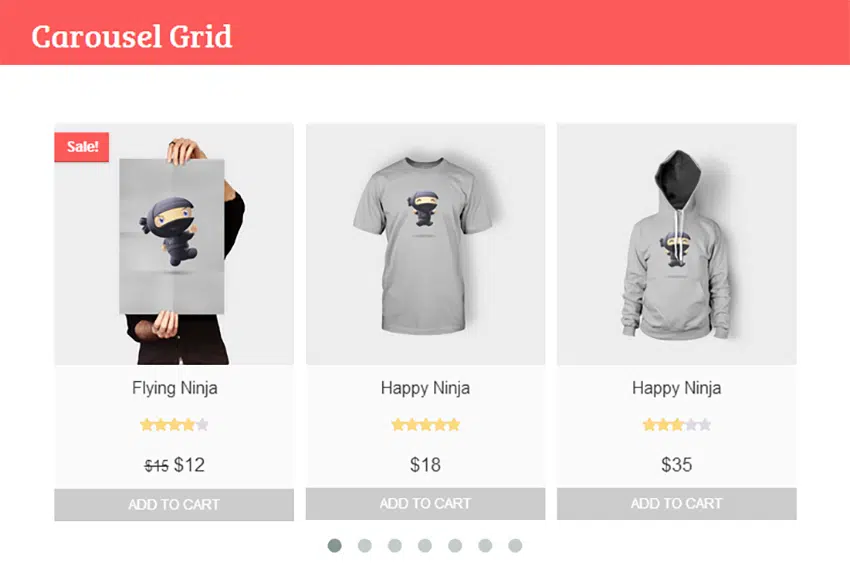 Carousel Grid
Sale!
Flying Ninja
$15 $12
ADD TO CART
Happy Ninja
$18
ADD TO CART
Happy Ninja
$35
ADD TO CART